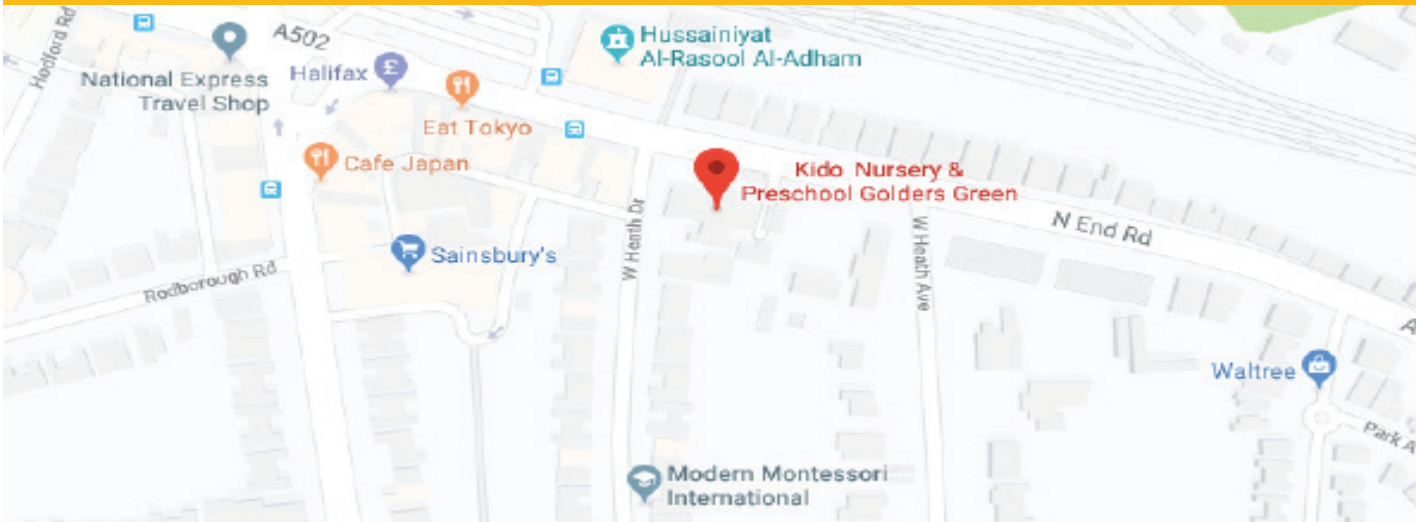 Hodford Rd
A502
National Express
Travel Shop
Halifax
£
Hussainiyat
Al-Rasool Al-Adham
Eat Tokyo
Cafe Japan
Kido Nursery &
Preschool Golders Green
W Heath Dr
N End Rd
W Heath Ave
Sainsbury's
Rodborough Rd
A
Waltree
Park A
Modern Montessori
International